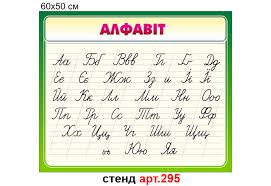 60х50 см
АЛФАВІТ
Аа Бб Ввв Гг Ґґ Дд
Ее Єє Жж Зз Ии Іі
Її Йй Кк Лл Мм Нн Оо
Пп Рр Сс Тт Уу Фф
Хх Цц Чч Шш Щщ
ь Юю Яя
стенд арт.295